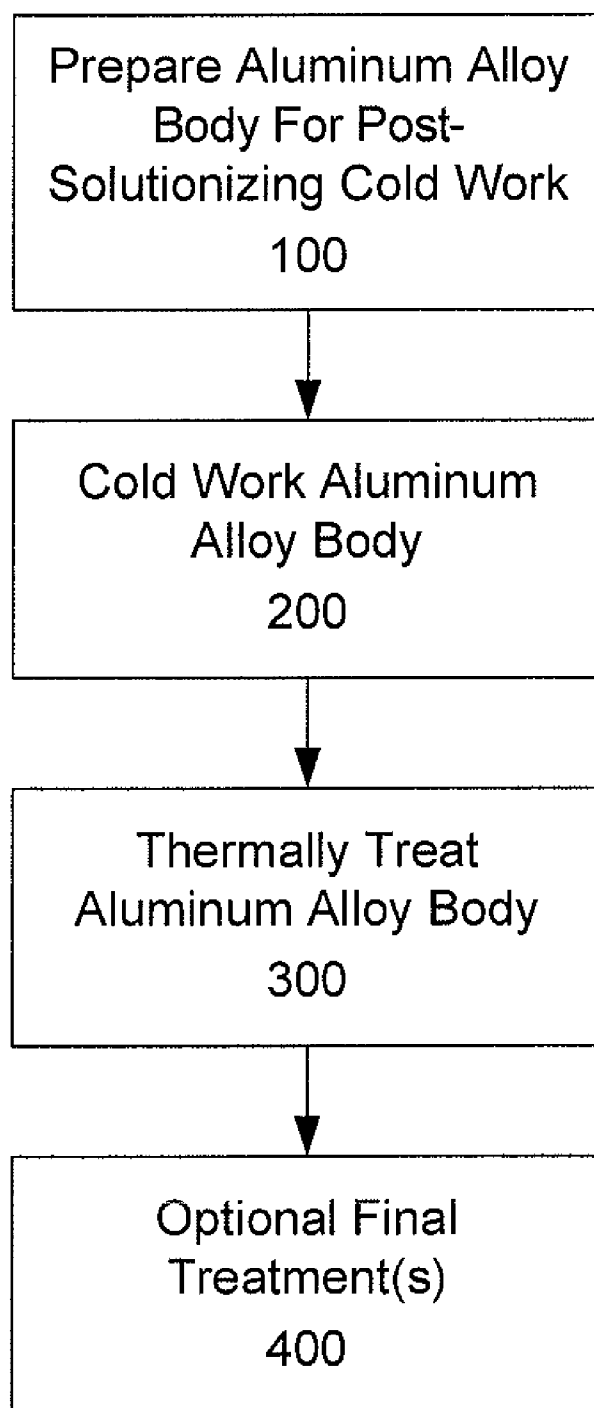 Prepare Aluminum Alloy
Body For Post-
Solutionizing Cold Work
100
Cold Work Aluminum
Alloy Body
200
Thermally Treat
Aluminum Alloy Body
300
Optional Final
Treatment(s)
400